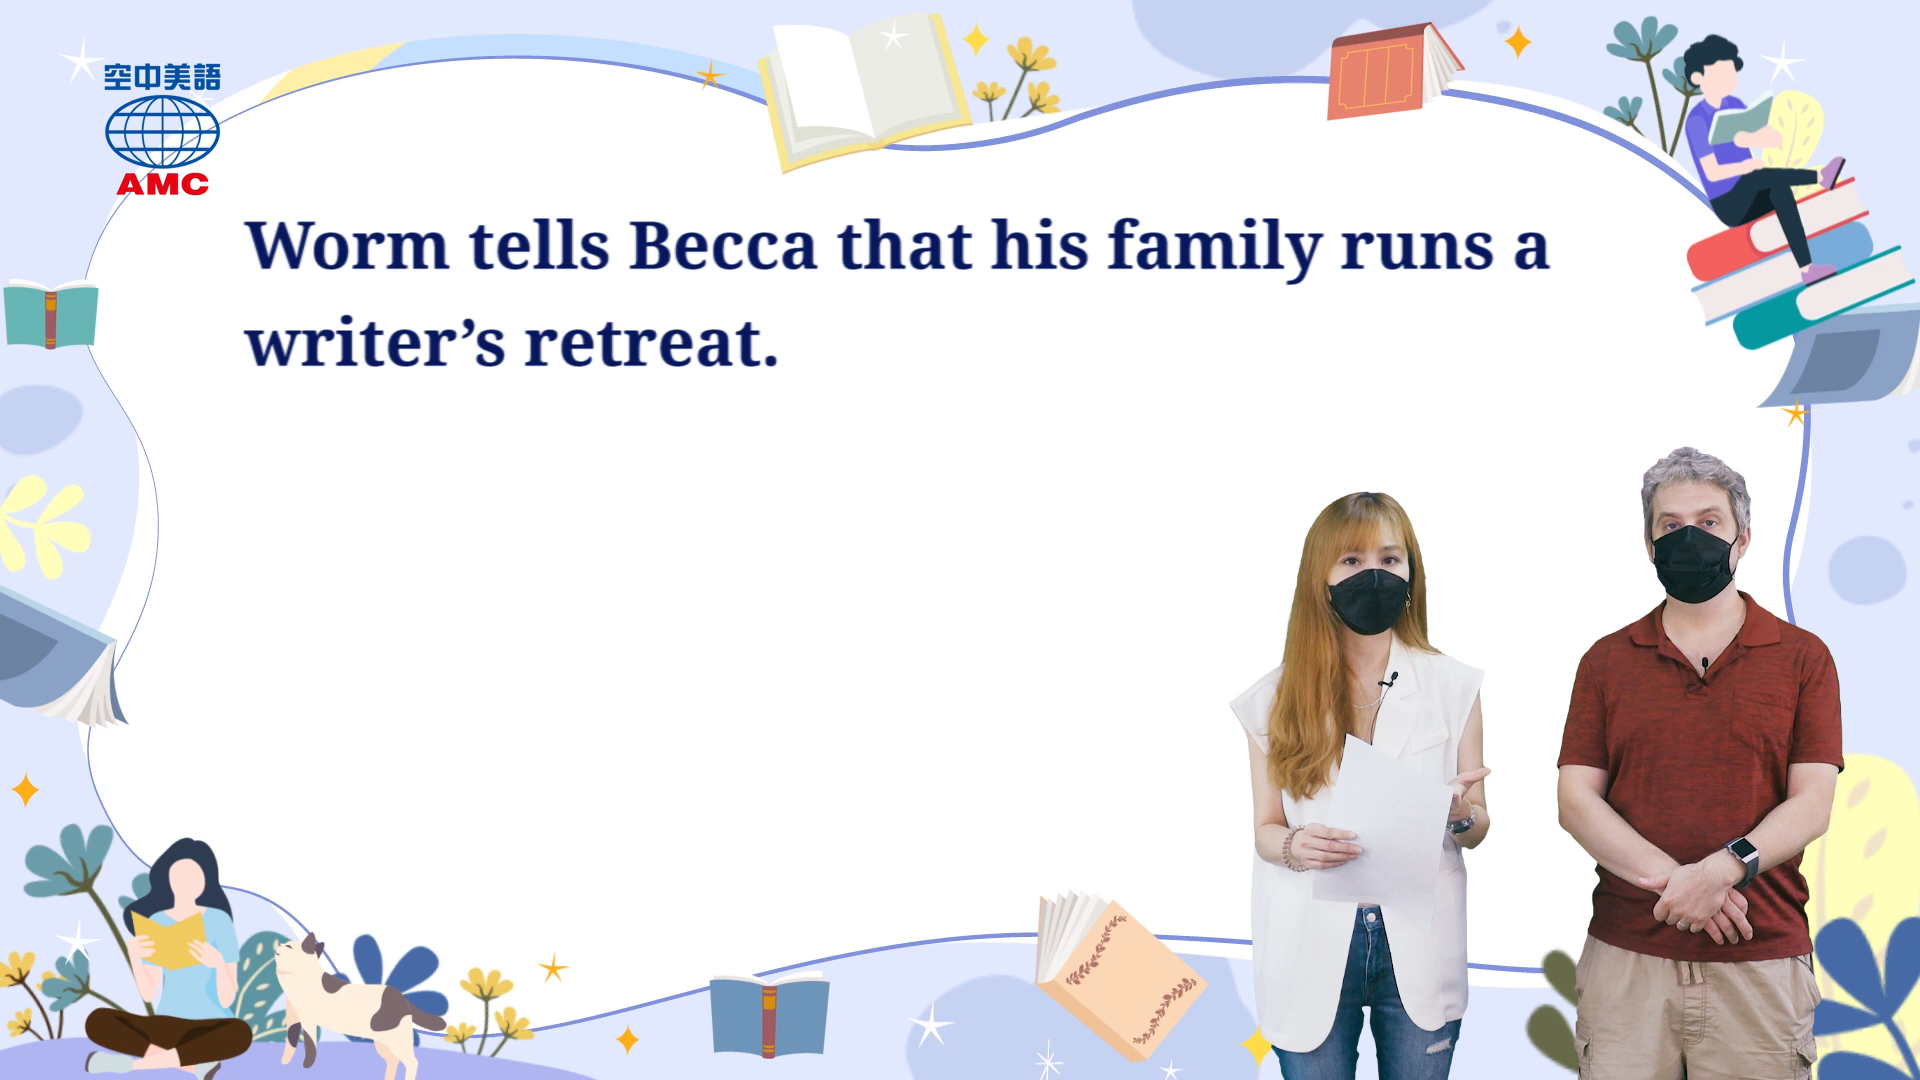 空中美語
AMC
Worm tells Becca that his family runs a
writer’s retreat.